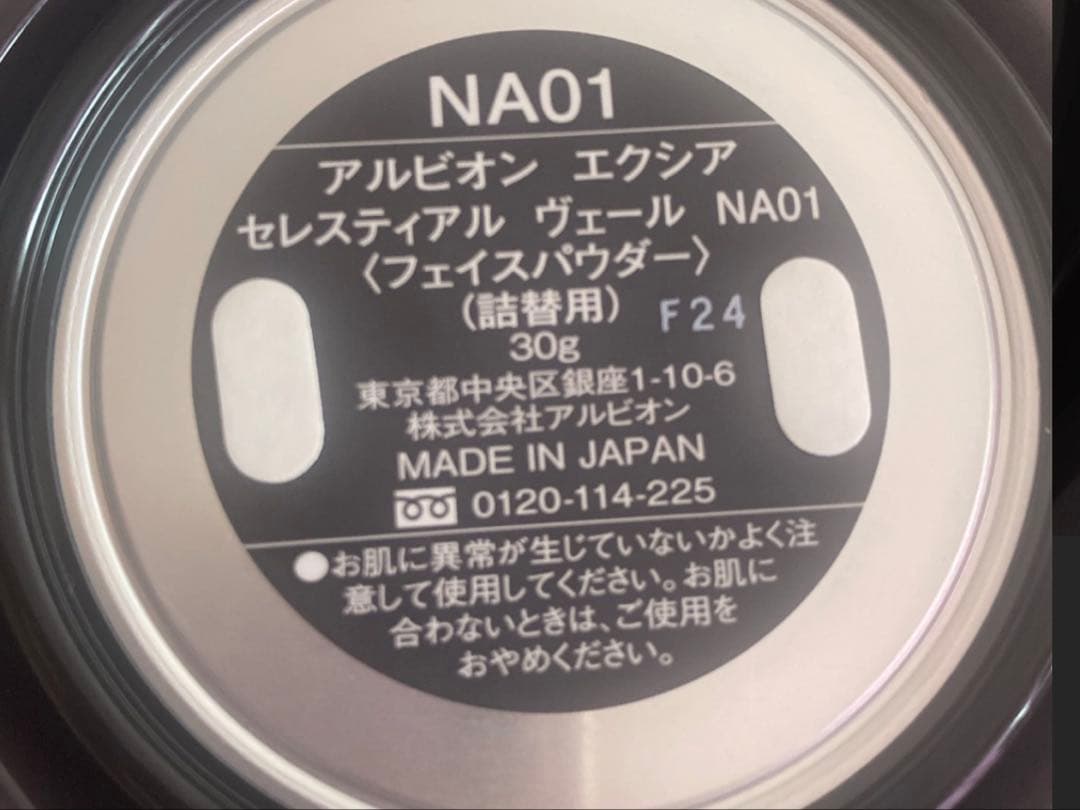 NA01
アルビオン エクシア
セレスティアル ヴェール NA01
〈フェイスパウダー〉
(詰替用) F24
30g
東京都中央区銀座1-10-6
株式会社アルビオン
MADE IN JAPAN
0120-114-225
●お肌に異常が生じていないかよく注
意して使用してください。お肌に
合わないときは、ご使用を
おやめください。